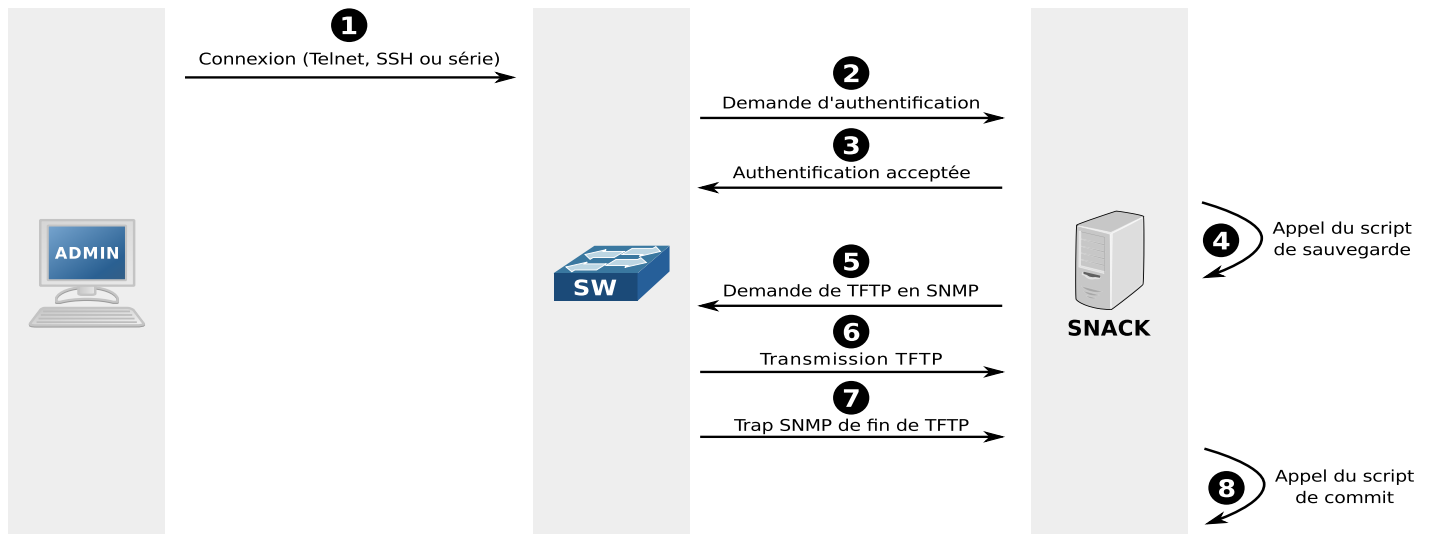 1
Connexion (Telnet, SSH ou série)
2
Demande d'authentification
3
Authentification acceptée
4
Appel du script
de sauvegarde
ADMIN
SW
SNACK
5
Demande de TFTP en SNMP
6
Transmission TFTP
7
Trap SNMP de fin de TFTP
8
Appel du script
de commit